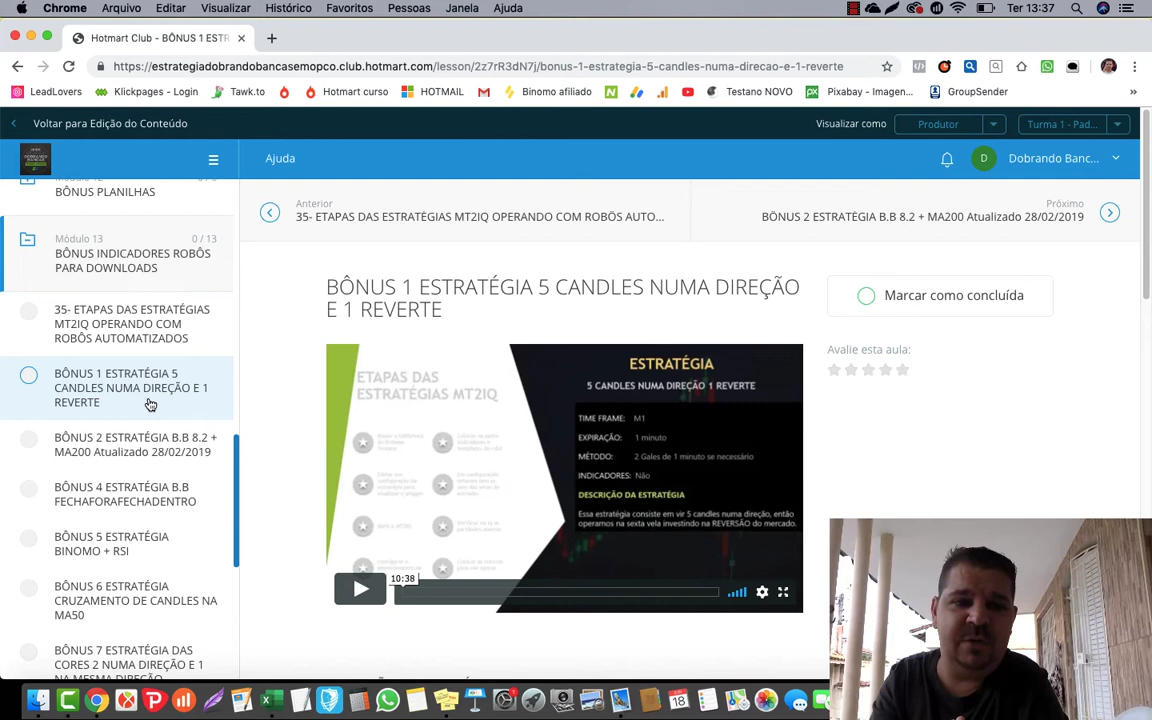 Chrome Arquivo Editar Visualizar Histórico Favoritos Pessoas Janela Ajuda Ter 13:37
Hotmart Club - BÔNUS 1 ESTR
https://estrategiadobrandobancasemopco.club.hotmart.com/lesson/2z7rR3dN7j/bonus-1-estrategia-5-candles-numa-direcao-e-1-reverte
LeadLovers Klickpages - Login Tawk.to Hotmart curso HOTMAIL Binomo afiliado Testano NOVO Pixabay - Imagen... GroupSender
Voltar para Edição do Conteúdo Visualizar como Produtor Turma 1 - Pad...
Ajuda D Dobrando Banc...
BÔNUS PLANILHAS
Módulo 13 0 / 13
BÔNUS INDICADORES ROBÔS
PARA DOWNLOADS
35- ETAPAS DAS ESTRATÉGIAS
MT2IQ OPERANDO COM
ROBÔS AUTOMATIZADOS
BÔNUS 1 ESTRATÉGIA 5
CANDLES NUMA DIREÇÃO E 1
REVERTE
BÔNUS 2 ESTRATÉGIA B.B 8.2 +
MA200 Atualizado 28/02/2019
BÔNUS 4 ESTRATÉGIA B.B
FECHAFORAFECHADENTRO
BÔNUS 5 ESTRATÉGIA
BINOMO + RSI
BÔNUS 6 ESTRATÉGIA
CRUZAMENTO DE CANDLES NA
MA50
BÔNUS 7 ESTRATÉGIA DAS
CORES 2 NUMA DIREÇÃO E 1
NA MESMA DIREÇÃO
Anterior
35- ETAPAS DAS ESTRATÉGIAS MT2IQ OPERANDO COM ROBÔS AUTO...
Próximo
BÔNUS 2 ESTRATÉGIA B.B 8.2 + MA200 Atualizado 28/02/2019
BÔNUS 1 ESTRATÉGIA 5 CANDLES NUMA DIREÇÃO
E 1 REVERTE
Marcar como concluída
Avalie esta aula:
ETAPAS DAS
ESTRATÉGIAS MT2IQ
ESTRATÉGIA
5 CANDLES NUMA DIREÇÃO 1 REVERTE
TIME FRAME: M1
EXPIRAÇÃO: 1 minuto
MÉTODO: 2 Gales de 1 minuto se necessário
INDICADORES: Não
DESCRIÇÃO DA ESTRATÉGIA
Essa estratégia consiste em vir 5 candles numa direção, então
operamos na sexta vela investindo na REVERSÃO do mercado.
10:38